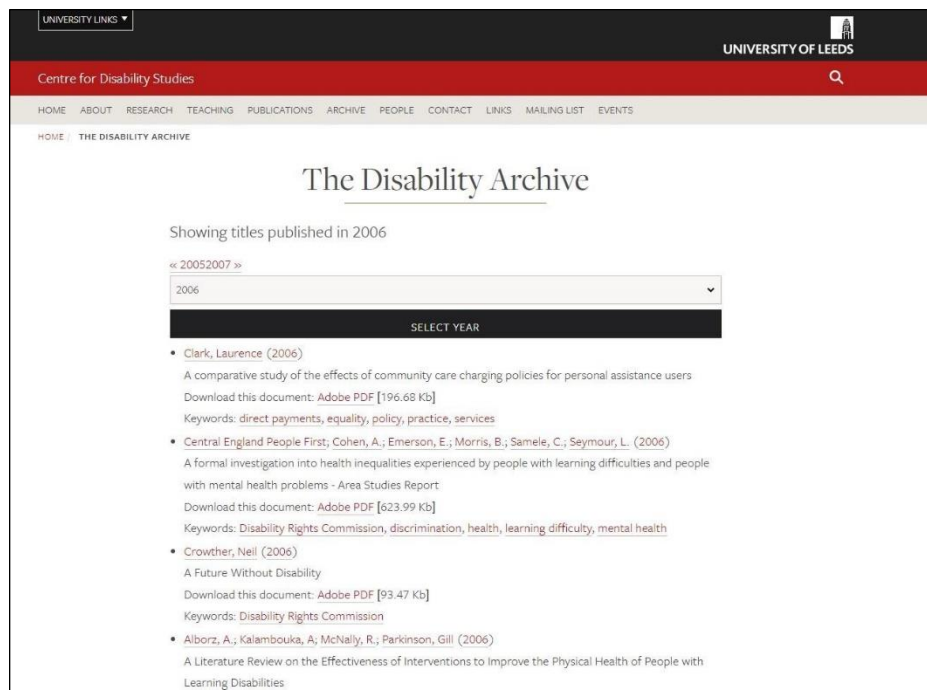 UNIVERSITY LINKS ▼
UNIVERSITY OF LEEDS
Centre for Disability Studies
HOME ABOUT RESEARCH TEACHING PUBLICATIONS ARCHIVE PEOPLE CONTACT LINKS MAILING LIST EVENTS
HOME / THE DISABILITY ARCHIVE
The Disability Archive
Showing titles published in 2006
« 20052007 »
2006
SELECT YEAR
• Clark, Laurence (2006)
A comparative study of the effects of community care charging policies for personal assistance users
Download this document: Adobe PDF [196.68 Kb]
Keywords: direct payments, equality, policy, practice, services
• Central England People First; Cohen, A.; Emerson, E.; Morris, B.; Samele, C.; Seymour, L. (2006)
A formal investigation into health inequalities experienced by people with learning difficulties and people
with mental health problems - Area Studies Report
Download this document: Adobe PDF [623.99 Kb]
Keywords: Disability Rights Commission, discrimination, health, learning difficulty, mental health
• Crowther, Neil (2006)
A Future Without Disability
Download this document: Adobe PDF [93.47 Kb]
Keywords: Disability Rights Commission
• Alborz, A.; Kalambouka, A; McNally, R.; Parkinson, Gill (2006)
A Literature Review on the Effectiveness of Interventions to Improve the Physical Health of People with
Learning Disabilities